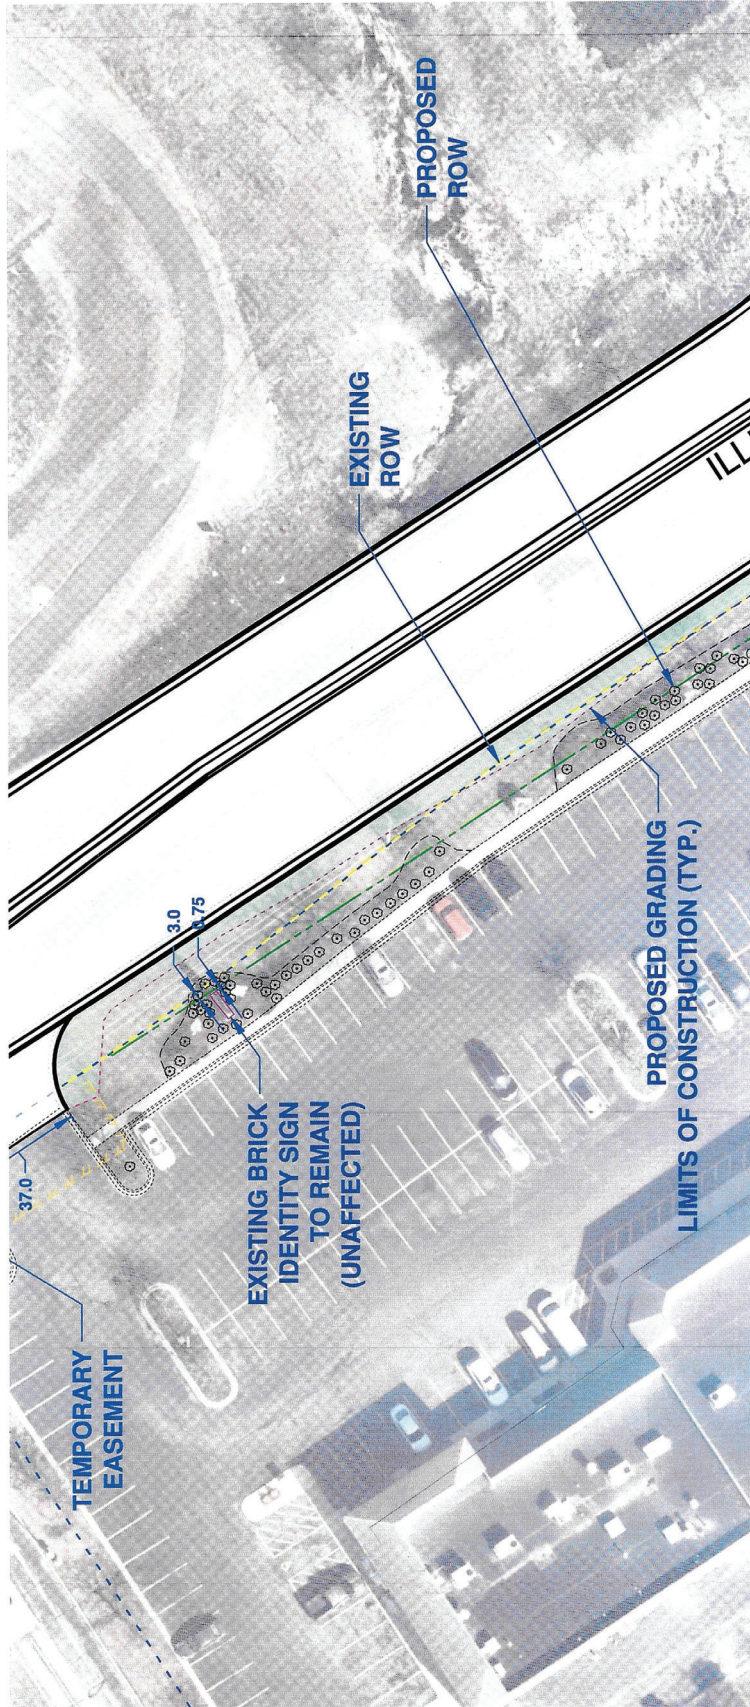 PROPOSED
ROW
EXISTING
ROW
ILL
3.0
0.75
37.0
PROPOSED GRADING
LIMITS OF CONSTRUCTION (TYP.)
EXISTING BRICK
IDENTITY SIGN
TO REMAIN
(UNAFFECTED)
TEMPORARY
EASEMENT